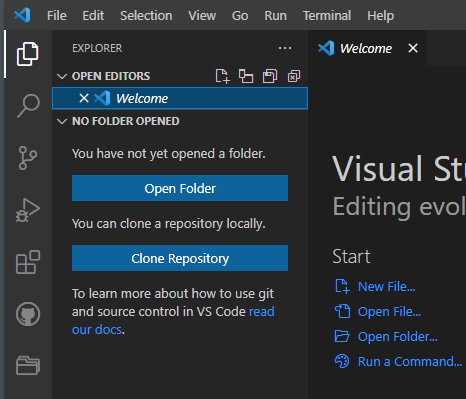 File Edit Selection View Go Run Terminal Help
EXPLORER
OPEN EDITORS
Welcome
NO FOLDER OPENED
You have not yet opened a folder.
Open Folder
You can clone a repository locally.
Clone Repository
To learn more about how to use git
and source control in VS Code read
our docs.
Welcome
Visual Stu
Editing evol
Start
New File...
Open File...
Open Folder...
Run a Command...